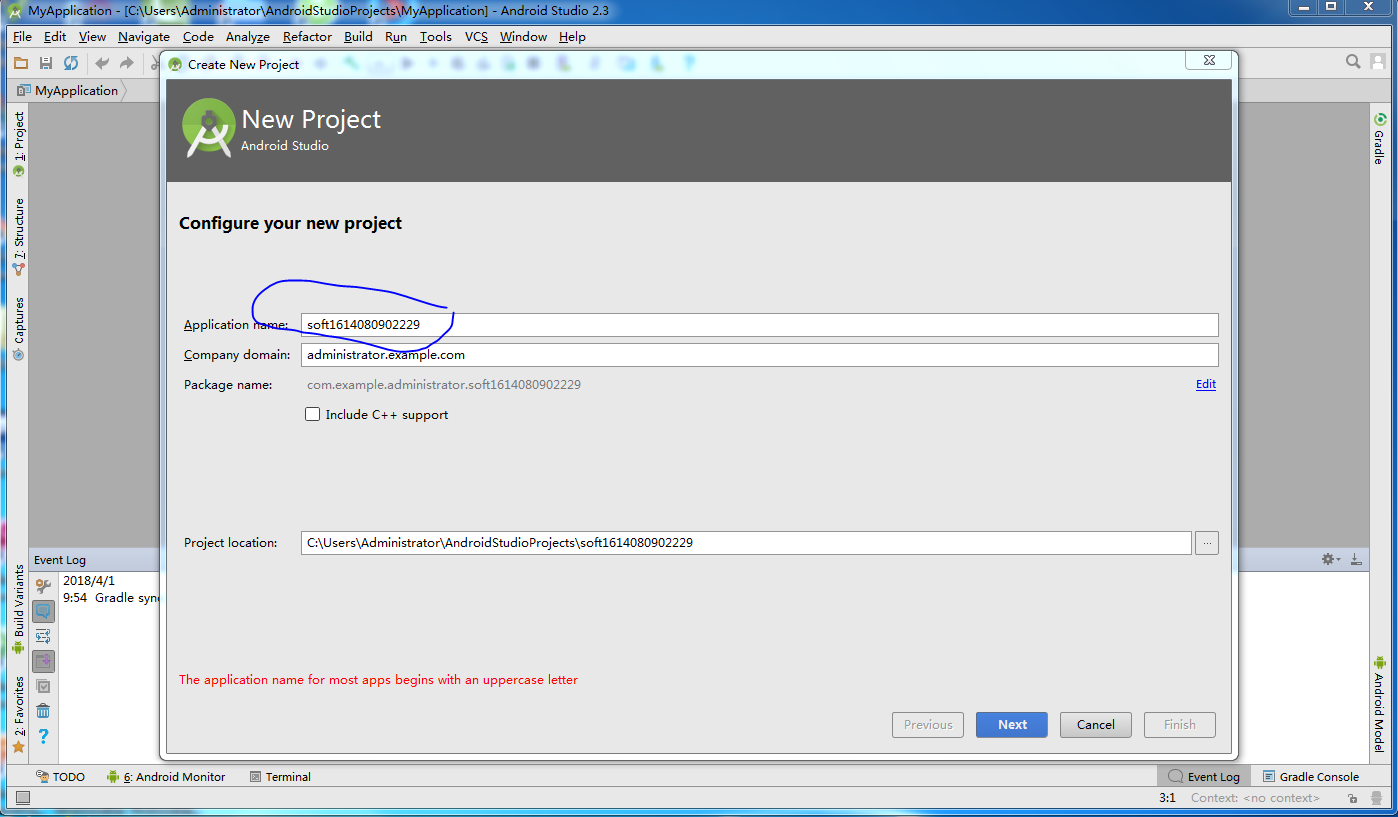 MyApplication - [C:\Users\Administrator\AndroidStudioProjects\MyApplication] - Android Studio 2.3
File Edit View Navigate Code Analyze Refactor Build Run Tools VCS Window Help
Create New Project
MyApplication
New Project
Android Studio
Configure your new project
Application name: soft1614080902229
Company domain: administrator.example.com
Package name: com.example.administrator.soft1614080902229 Edit
Include C++ support
Project location: C:\Users\Administrator\AndroidStudioProjects\soft1614080902229 ...
The application name for most apps begins with an uppercase letter
Previous Next Cancel Finish
1: Project
7: Structure
Captures
Build Variants
2: Favorites
Gradle
Android Model
Event Log
2018/4/1
9:54 Gradle syn
TODO 6: Android Monitor Terminal Event Log Gradle Console
3:1 Context: <no context>